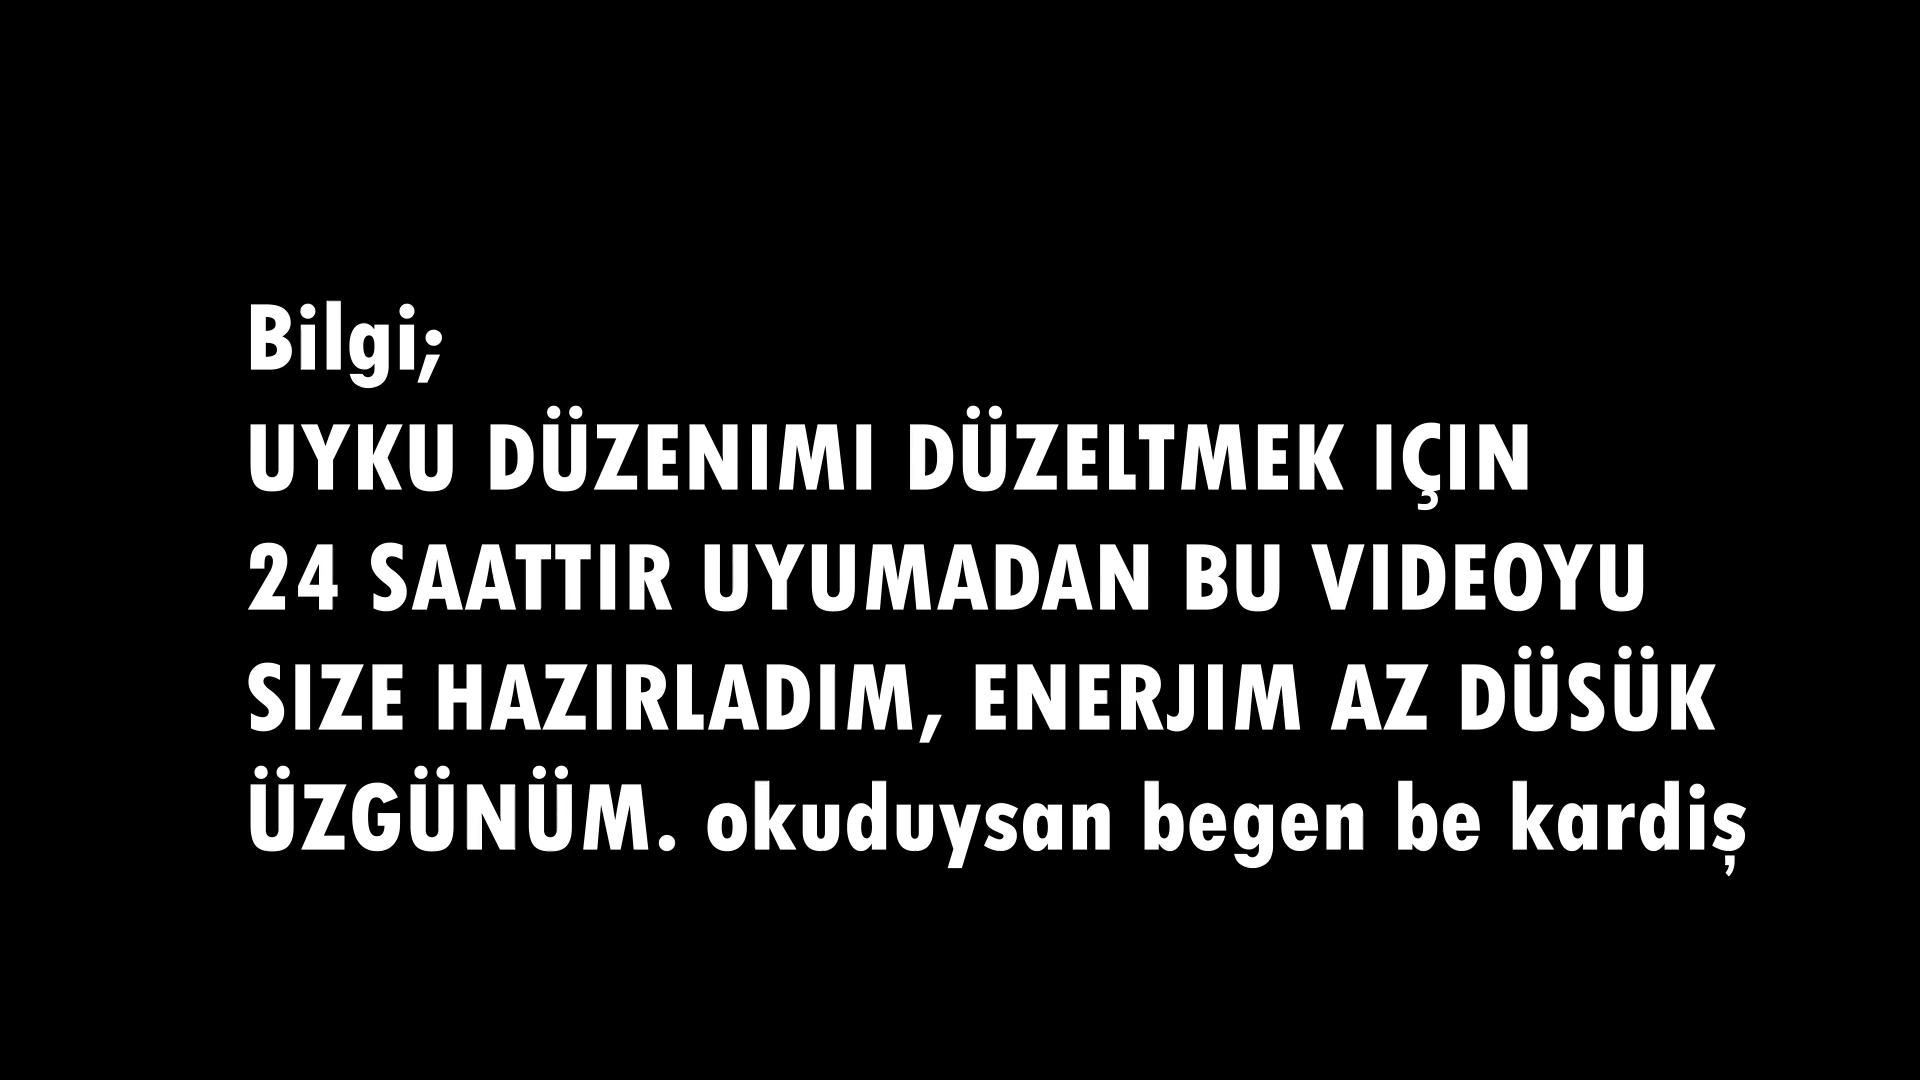 Bilgi;
UYKU DÜZENIMI DÜZELTMEK IÇIN
24 SAATTIR UYUMADAN BU VIDEOYU
SIZE HAZIRLADIM, ENERJIM AZ DÜSÜK
ÜZGÜNÜM. okuduysan begen be kardiş